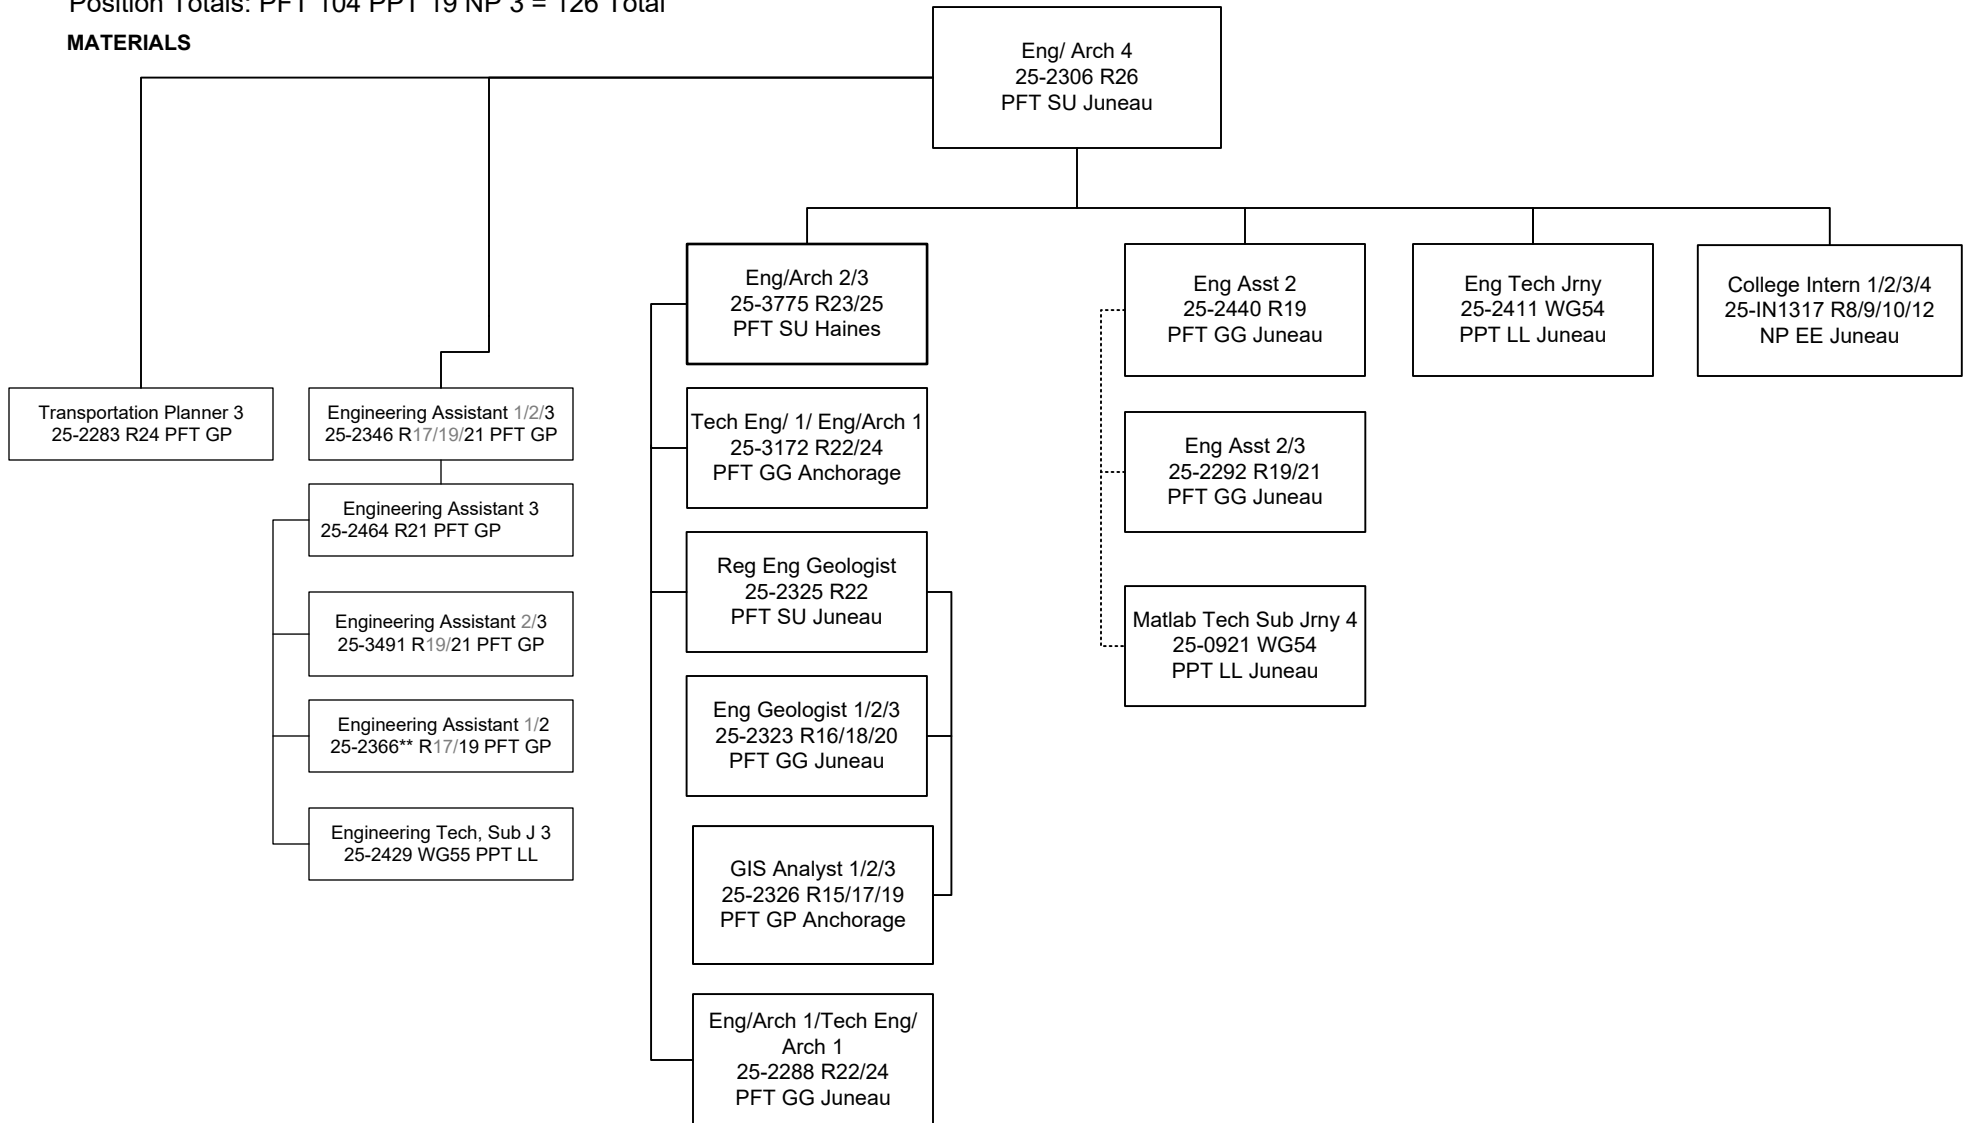 Position Totals: PFT 104 PPT 19 NP 3 = 126 Total
MATERIALS
Eng/ Arch 4
25-2306 R26
PFT SU Juneau
Transportation Planner 3
25-2283 R24 PFT GP
Engineering Assistant 1/2/3
25-2346 R17/19/21 PFT GP
Engineering Assistant 3
25-2464 R21 PFT GP
Engineering Assistant 2/3
25-3491 R19/21 PFT GP
Engineering Assistant 1/2
25-2366** R17/19 PFT GP
Engineering Tech, Sub J 3
25-2429 WG55 PPT LL
Eng/Arch 2/3
25-3775 R23/25
PFT SU Haines
Tech Eng/ 1/ Eng/Arch 1
25-3172 R22/24
PFT GG Anchorage
Reg Eng Geologist
25-2325 R22
PFT SU Juneau
Eng Geologist 1/2/3
25-2323 R16/18/20
PFT GG Juneau
GIS Analyst 1/2/3
25-2326 R15/17/19
PFT GP Anchorage
Eng/Arch 1/Tech Eng/
Arch 1
25-2288 R22/24
PFT GG Juneau
Eng Asst 2
25-2440 R19
PFT GG Juneau
Eng Asst 2/3
25-2292 R19/21
PFT GG Juneau
Matlab Tech Sub Jrny 4
25-0921 WG54
PPT LL Juneau
Eng Tech Jrny
25-2411 WG54
PPT LL Juneau
College Intern 1/2/3/4
25-IN1317 R8/9/10/12
NP EE Juneau